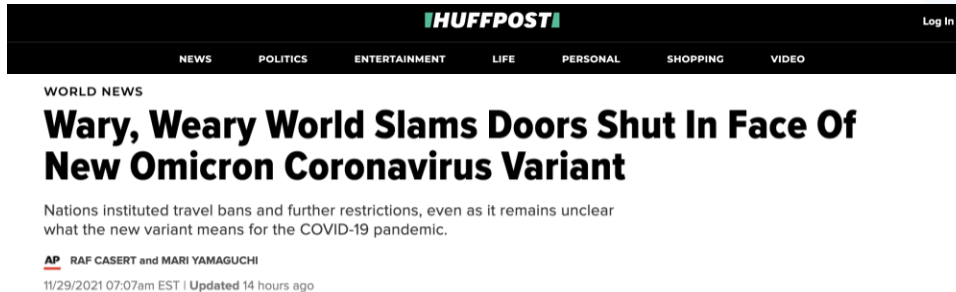 HUFFPOST
Log In
NEWS POLITICS ENTERTAINMENT LIFE PERSONAL SHOPPING VIDEO
WORLD NEWS
Wary, Weary World Slams Doors Shut In Face Of
New Omicron Coronavirus Variant
Nations instituted travel bans and further restrictions, even as it remains unclear
what the new variant means for the COVID-19 pandemic.
AP RAF CASERT and MARI YAMAGUCHI
11/29/2021 07:07am EST | Updated 14 hours ago